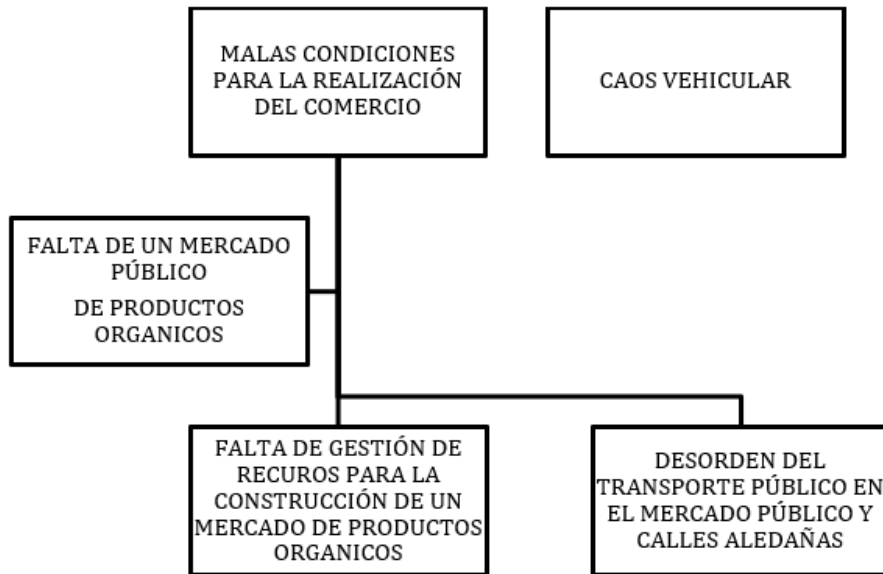 MALAS CONDICIONES
PARA LA REALIZACIÓN
DEL COMERCIO
CAOS VEHICULAR
FALTA DE UN MERCADO
PÚBLICO
DE PRODUCTOS
ORGANICOS
FALTA DE GESTIÓN DE
RECUROS PARA LA
CONSTRUCCIÓN DE UN
MERCADO DE PRODUCTOS
ORGANICOS
DESORDEN DEL
TRANSPORTE PÚBLICO EN
EL MERCADO PÚBLICO Y
CALLES ALEDAÑAS